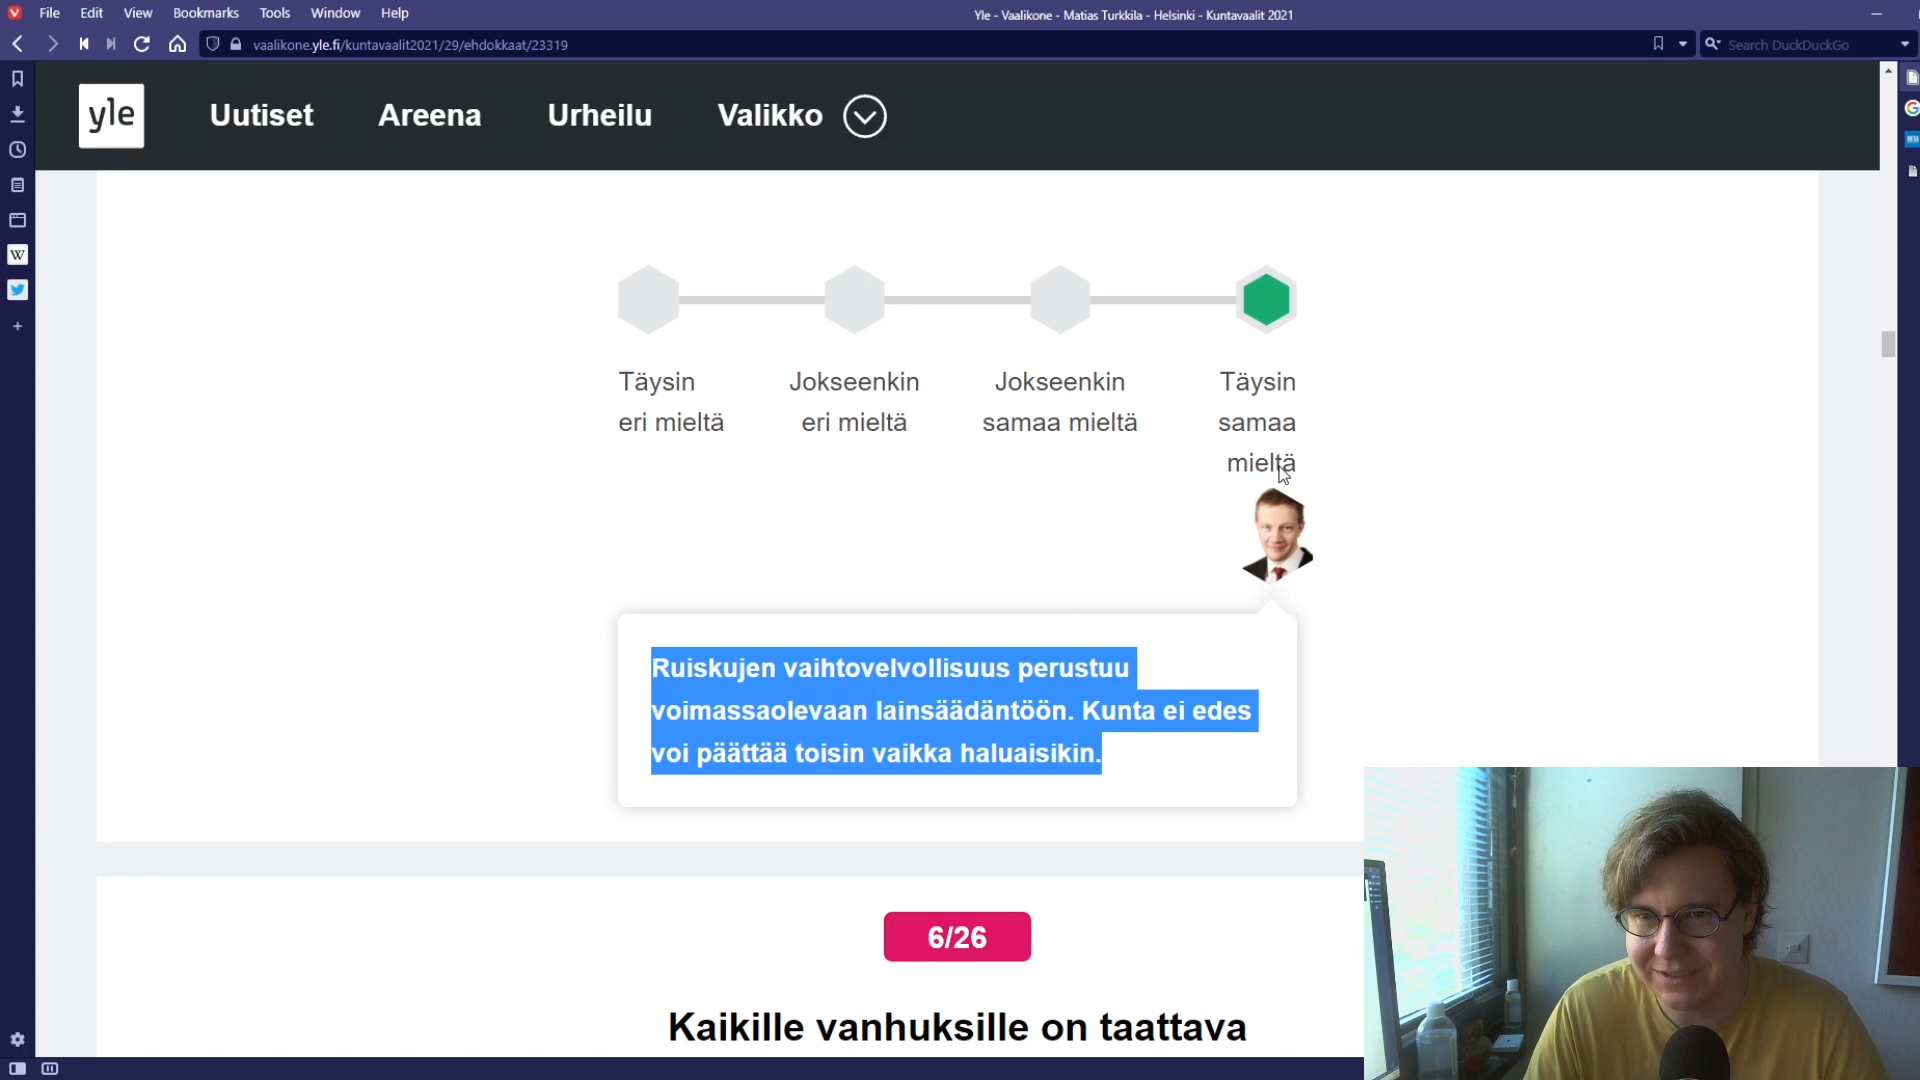 File Edit View Bookmarks Tools Window Help
Yle - Vaalikone - Matias Turkkila - Helsinki - Kuntavaalit 2021
vaalikone.yle.fi/kuntavaalit2021/29/ehdokkaat/23319
Search DuckDuckGo
yle Uutiset Areena Urheilu Valikko
W
Täysin
eri mieltä
Jokseenkin
eri mieltä
Jokseenkin
samaa mieltä
Täysin
samaa
mieltä
Ruiskujen vaihtovelvollisuus perustuu
voimassaolevaan lainsäädäntöön. Kunta ei edes
voi päättää toisin vaikka haluaisikin.
6/26
Kaikille vanhuksille on taattava